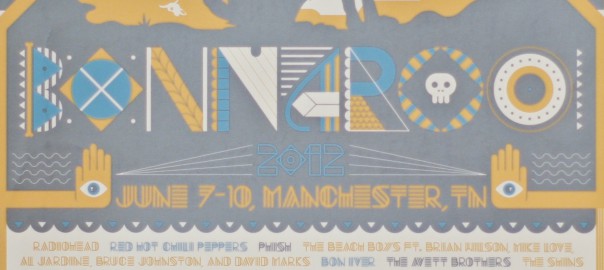 BONNAROO
2012
JUNE 7-10, MANCHESTER, TN
RADIOHEAD RED HOT CHILI PEPPERS PHISH THE BEACH BOYS FT. BRIAN WILSON, MIKE LOVE,
AL JARDINE, BRUCE JOHNSTON, AND DAVID MARKS BON IVER THE AVETT BROTHERS THE SHINS